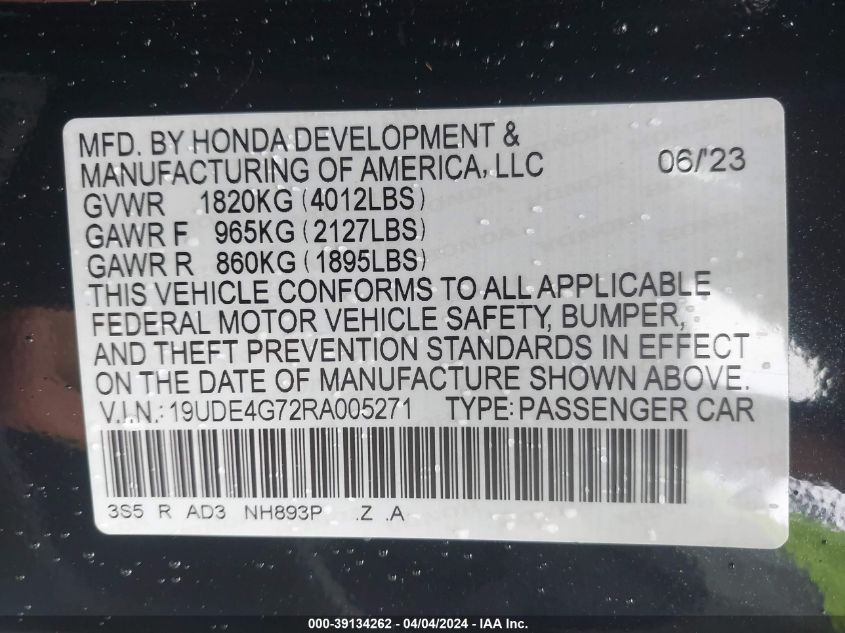 MFD. BY HONDA DEVELOPMENT &
MANUFACTURING OF AMERICA, LLC 06/'23
GVWR 1820KG (4012LBS)
GAWR F 965KG (2127LBS)
GAWR R 860KG (1895LBS)
THIS VEHICLE CONFORMS TO ALL APPLICABLE
FEDERAL MOTOR VEHICLE SAFETY, BUMPER,
AND THEFT PREVENTION STANDARDS IN EFFECT
ON THE DATE OF MANUFACTURE SHOWN ABOVE.
V.I.N.: 19UDE4G72RA005271 TYPE: PASSENGER CAR
3S5 R AD3 NH893P .Z .A
000-39134262 - 04/04/2024 - IAA Inc.